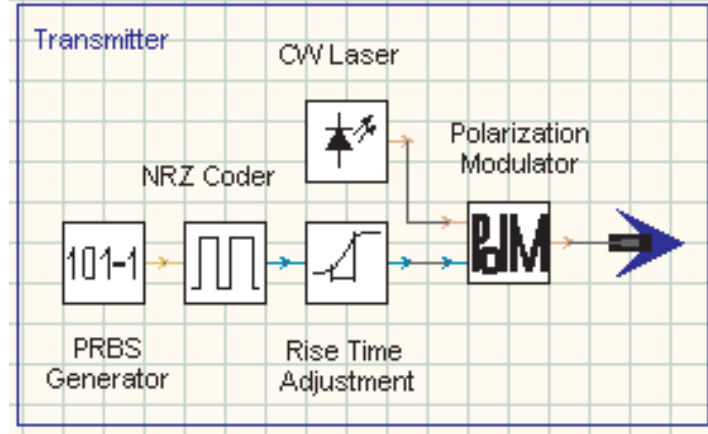 Transmitter
CW Laser
Polarization
Modulator
NRZ Coder
101-1
PolM
PRBS
Generator
Rise Time
Adjustment